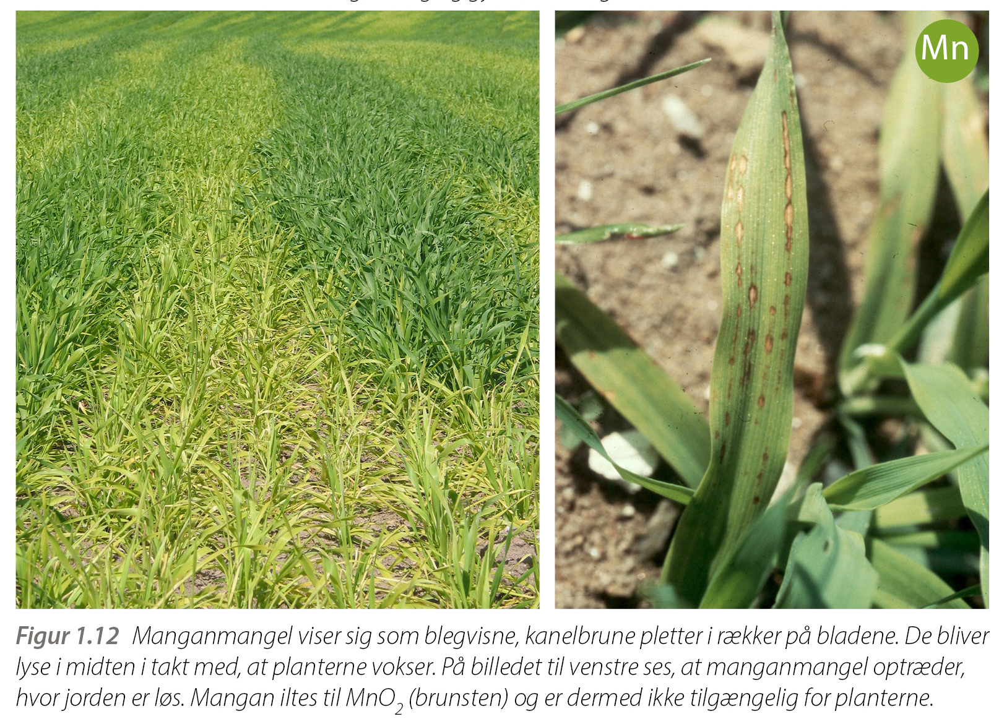 Mn
Figur 1.12 Manganmangel viser sig som blegvisne, kanelbrune pletter i rækker på bladene. De bliver
lyse i midten i takt med, at planterne vokser. På billedet til venstre ses, at manganmangel optræder,
hvor jorden er løs. Mangan iltes til MnO₂ (brunsten) og er dermed ikke tilgængelig for planterne.